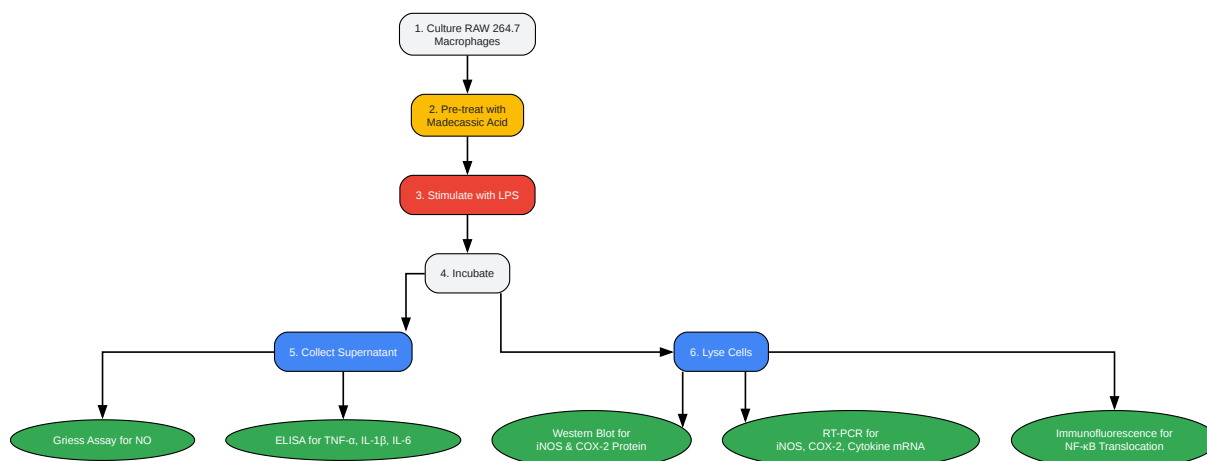 1. Culture RAW 264.7
Macrophages
2. Pre-treat with
Madecassic Acid
3. Stimulate with LPS
4. Incubate
5. Collect Supernatant
6. Lyse Cells
Griess Assay for NO
ELISA for TNF-α, IL-1β, IL-6
Western Blot for
iNOS & COX-2 Protein
RT-PCR for
iNOS, COX-2, Cytokine mRNA
Immunofluorescence for
NF-κB Translocation